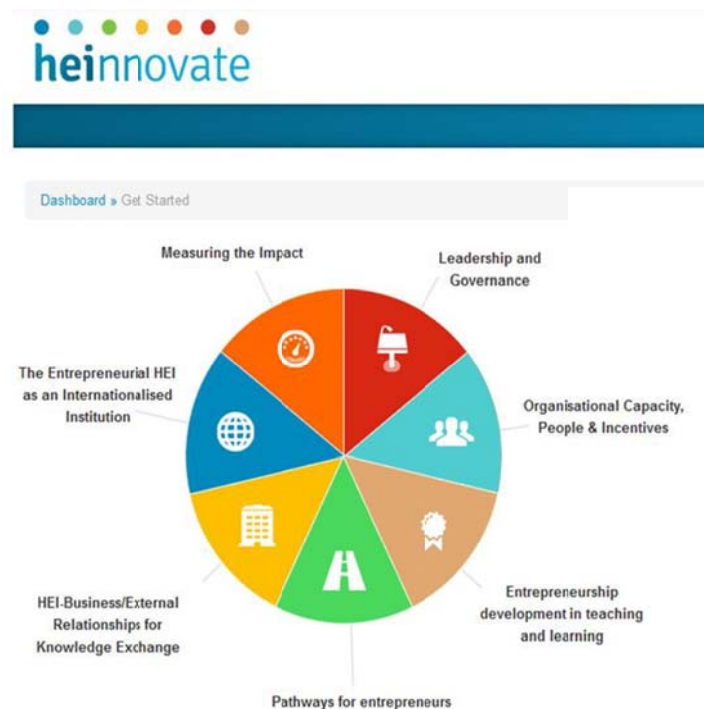 heinnovate
Dashboard » Get Started
Measuring the Impact
Leadership and
Governance
The Entrepreneurial HEI
as an Internationalised
Institution
Organisational Capacity,
People & Incentives
HEI-Business/External
Relationships for
Knowledge Exchange
Entrepreneurship
development in teaching
and learning
Pathways for entrepreneurs